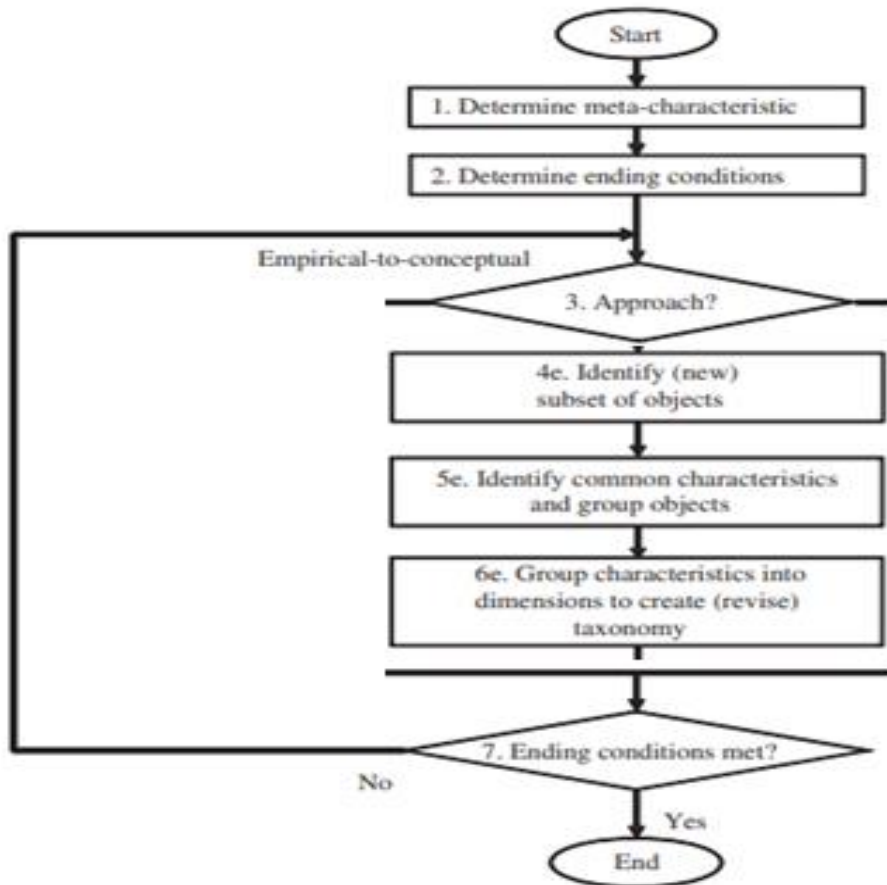 Start
1. Determine meta-characteristic
2. Determine ending conditions
Empirical-to-conceptual
3. Approach?
4e. Identify (new)
subset of objects
5e. Identify common characteristics
and group objects
6e. Group characteristics into
dimensions to create (revise)
taxonomy
7. Ending conditions met?
No
Yes
End